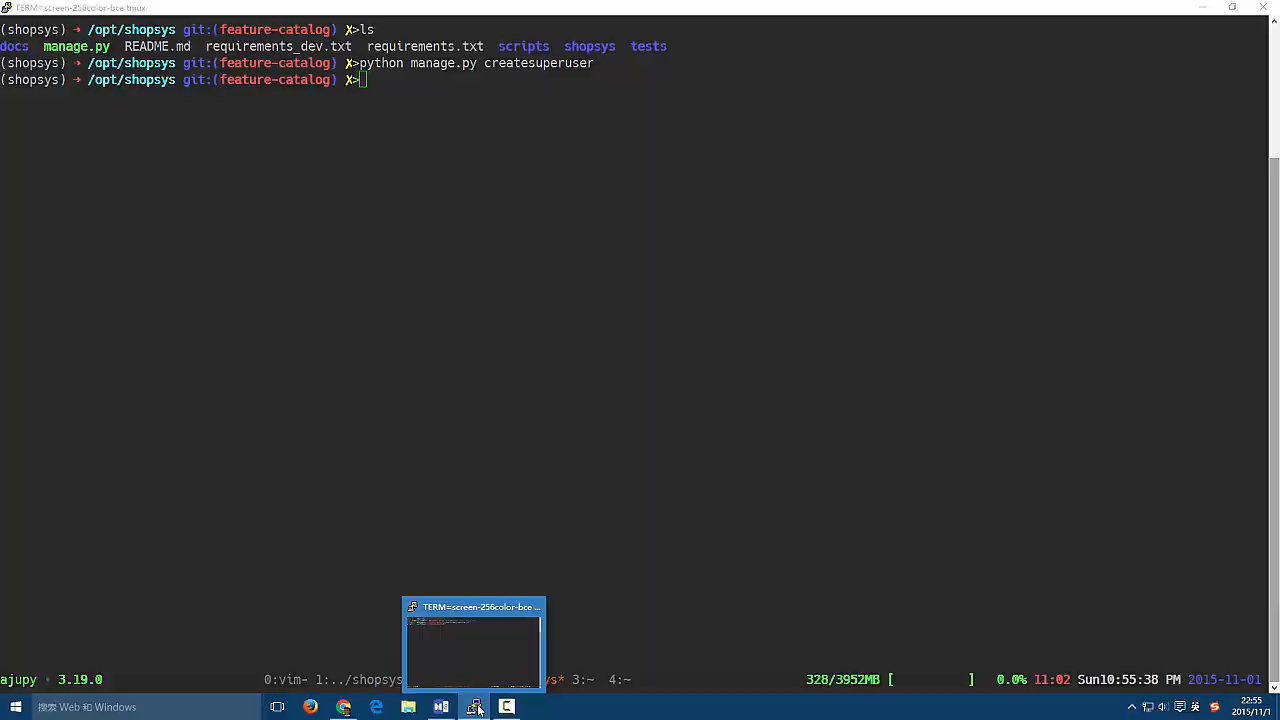 TERM=screen-256color-bce tmux
(shopsys) → /opt/shopsys git:(feature-catalog) ✗>ls
docs manage.py README.md requirements_dev.txt requirements.txt scripts shopsys tests
(shopsys) → /opt/shopsys git:(feature-catalog) ✗>python manage.py createsuperuser
(shopsys) → /opt/shopsys git:(feature-catalog) ✗>
TERM=screen-256color-bce ...
ajupy 3.19.0 0:vim- 1:../shopsys ys* 3:~ 4:~ 328/3952MB [ ] 0.0% 11:02 Sun10:55:38 PM 2015-11-01
搜索 Web 和 Windows
英
22:55
2015/11/1